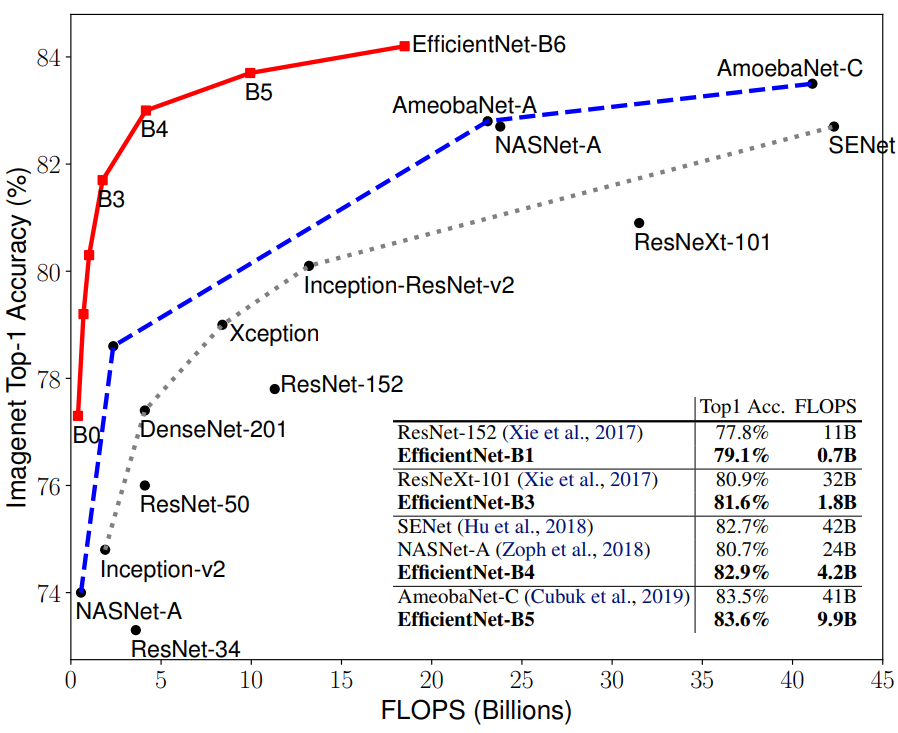 84
82
80
78
76
74
Imagenet Top-1 Accuracy (%)
EfficientNet-B6
B5
B4
B3
B0
AmoebaNet-C
AmeobaNet-A
NASNet-A
SENet
ResNeXt-101
Inception-ResNet-v2
Xception
ResNet-152
DenseNet-201
ResNet-50
Inception-v2
NASNet-A
ResNet-34
Top1 Acc. FLOPS
ResNet-152 (Xie et al., 2017) 77.8% 11B
EfficientNet-B1 79.1% 0.7B
ResNeXt-101 (Xie et al., 2017) 80.9% 32B
EfficientNet-B3 81.6% 1.8B
SENet (Hu et al., 2018) 82.7% 42B
NASNet-A (Zoph et al., 2018) 80.7% 24B
EfficientNet-B4 82.9% 4.2B
AmeobaNet-C (Cubuk et al., 2019) 83.5% 41B
EfficientNet-B5 83.6% 9.9B
0 5 10 15 20 25 30 35 40 45
FLOPS (Billions)